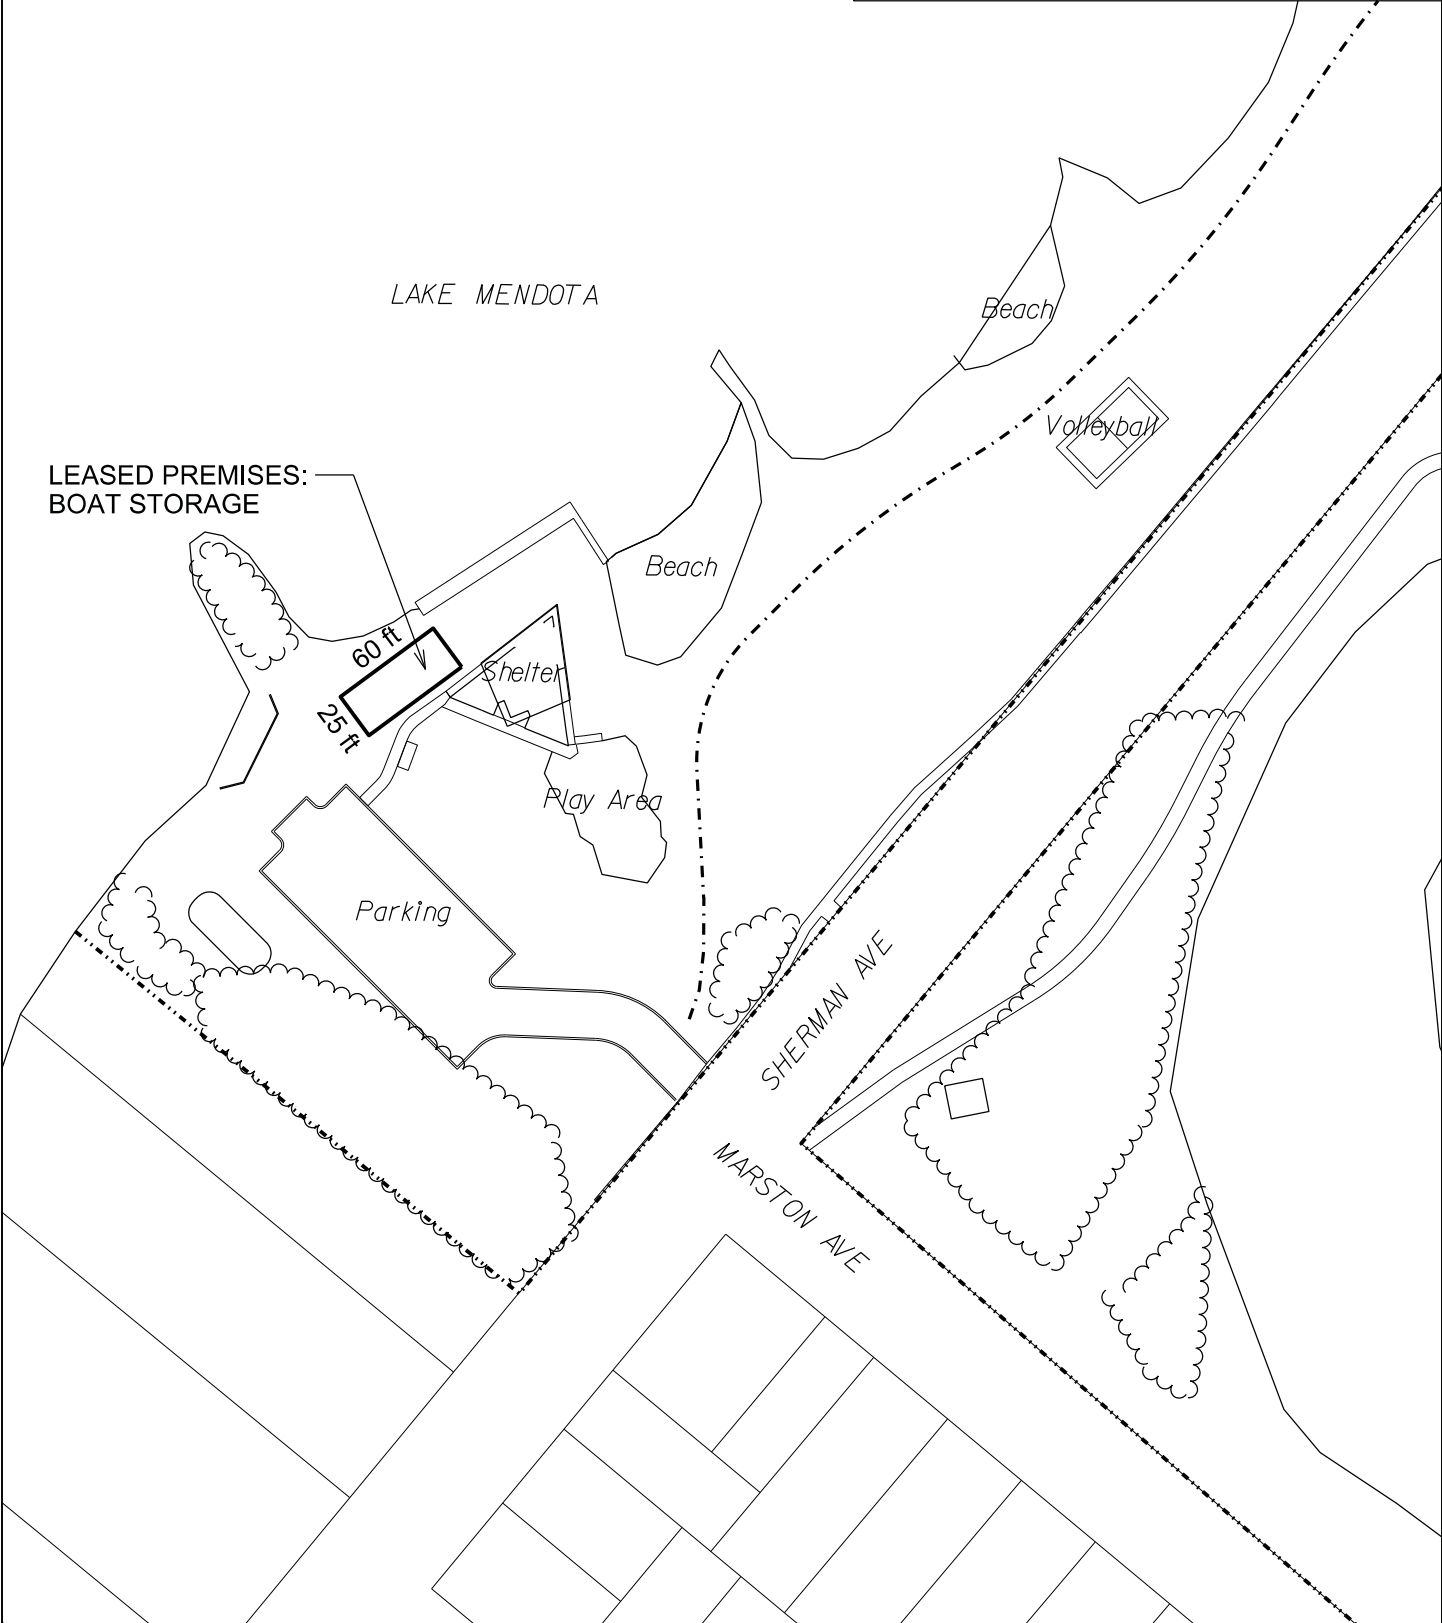 LAKE MENDOTA
Beach
Volleyball
LEASED PREMISES:
BOAT STORAGE
Beach
60 ft
Shelter
25 ft
Play Area
Parking
SHERMAN AVE
MARSTON AVE